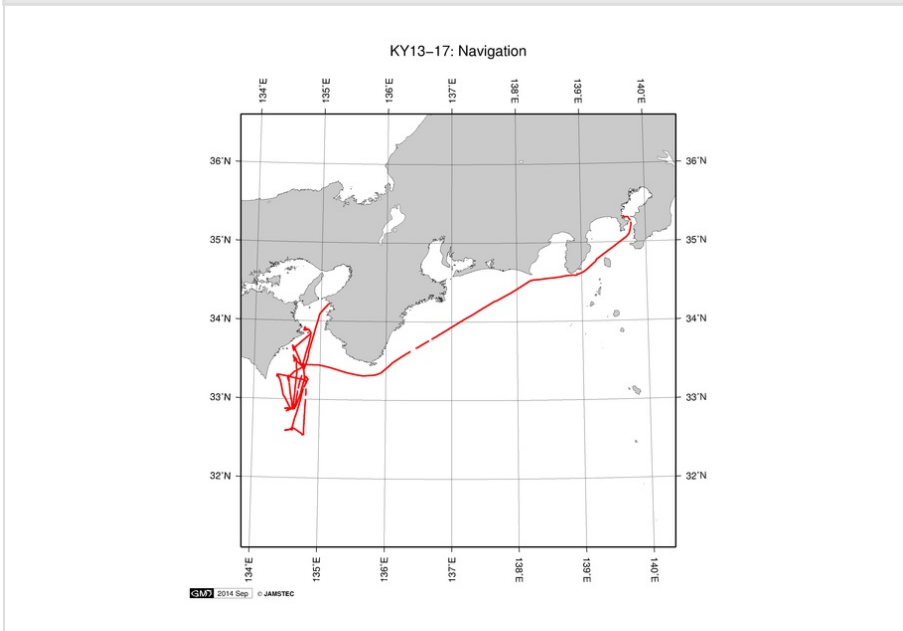 KY13−17: Navigation
134˚E 135˚E 136˚E 137˚E 138˚E 139˚E 140˚E
36˚N 36˚N
35˚N 35˚N
34˚N 34˚N
33˚N 33˚N
32˚N 32˚N
134˚E 135˚E 136˚E 137˚E 138˚E 139˚E 140˚E
GMD 2014 Sep © JAMSTEC